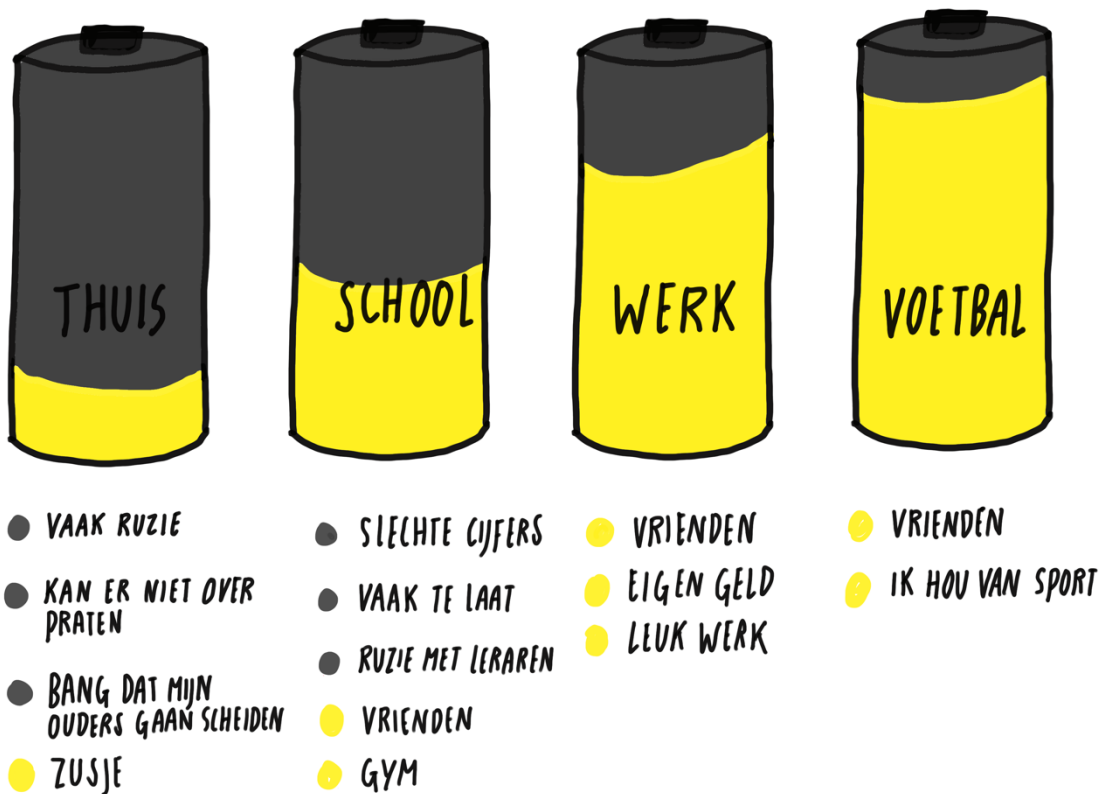 THUIS
SCHOOL
WERK
VOETBAL
VAAK RUZIE
KAN ER NIET OVER
PRATEN
BANG DAT MIJN
OUDERS GAAN SCHEIDEN
ZUSJE
SLECHTE CIJFERS
VAAK TE LAAT
RUZIE MET LERAREN
VRIENDEN
GYM
VRIENDEN
EIGEN GELD
LEUK WERK
VRIENDEN
IK HOU VAN SPORT